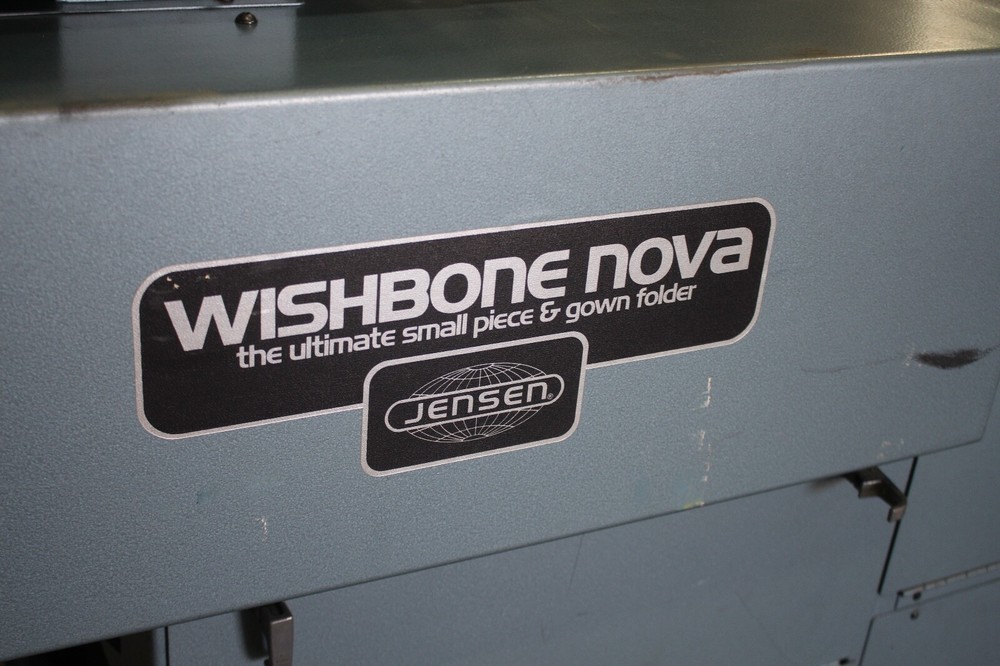 WISHBONE nova
the ultimate small piece & gown folder
JENSEN®